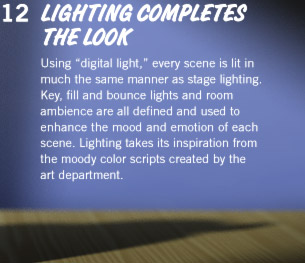 12 LIGHTING COMPLETES
THE LOOK
Using “digital light,” every scene is lit in
much the same manner as stage lighting.
Key, fill and bounce lights and room
ambience are all defined and used to
enhance the mood and emotion of each
scene. Lighting takes its inspiration from
the moody color scripts created by the
art department.